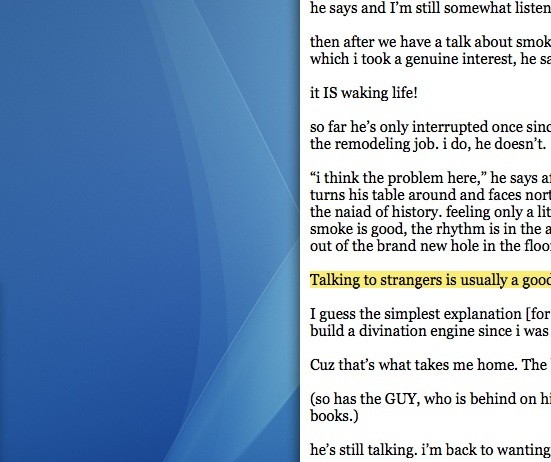 he says and I’m still somewhat listen
then after we have a talk about smok
which i took a genuine interest, he sa
it IS waking life!
so far he’s only interrupted once sinc
the remodeling job. i do, he doesn’t.
“i think the problem here,” he says af
turns his table around and faces nort
the naiad of history. feeling only a lit
smoke is good, the rhythm is in the a
out of the brand new hole in the floo
Talking to strangers is usually a good
I guess the simplest explanation [for
build a divination engine since i was
Cuz that’s what takes me home. The
(so has the GUY, who is behind on hi
books.)
he’s still talking. i’m back to wanting